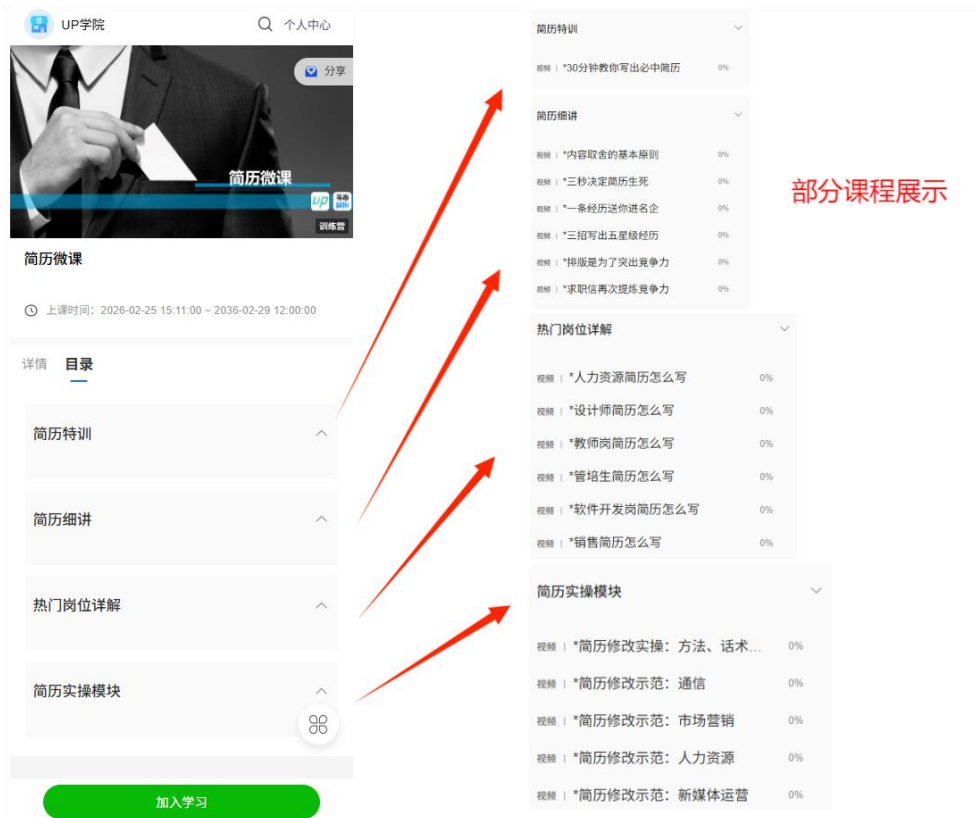 UP学院
个人中心
分享
简历微课
up
训练营
简历微课
上课时间：2026-02-25 15:11:00 ~ 2036-02-29 12:00:00
详情 目录
简历特训
简历细讲
热门岗位详解
简历实操模块
加入学习
简历特训
视频 | *30分钟教你写出必中简历 0%
简历细讲
视频 | *内容取舍的基本原则 0%
视频 | *三秒决定简历生死 0%
视频 | *一条经历送你进名企 0%
视频 | *三招写出五星级经历 0%
视频 | *排版是为了突出竞争力 0%
视频 | *求职信再次提炼竞争力 0%
热门岗位详解
视频 | *人力资源简历怎么写 0%
视频 | *设计师简历怎么写 0%
视频 | *教师岗简历怎么写 0%
视频 | *管培生简历怎么写 0%
视频 | *软件开发岗简历怎么写 0%
视频 | *销售简历怎么写 0%
简历实操模块
视频 | *简历修改实操：方法、话术... 0%
视频 | *简历修改示范：通信 0%
视频 | *简历修改示范：市场营销 0%
视频 | *简历修改示范：人力资源 0%
视频 | *简历修改示范：新媒体运营 0%
部分课程展示